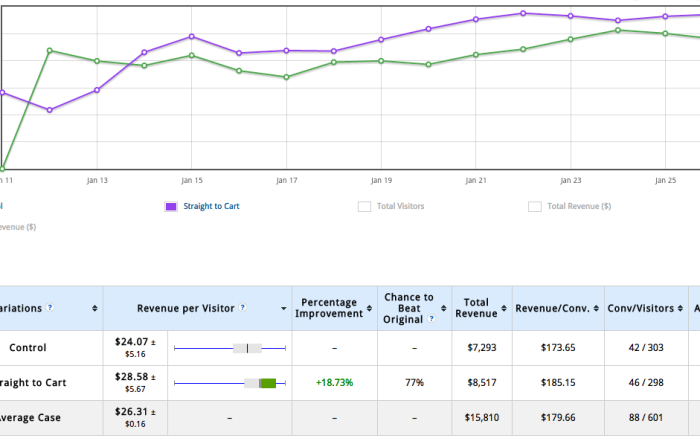 n 11 Jan 13 Jan 15 Jan 17 Jan 19 Jan 21 Jan 23 Jan 25
ol Straight to Cart Total Visitors Total Revenue ($)
evenue ($)
ariations ? Revenue per Visitor ? Percentage Improvement Chance to Beat Original ? Total Revenue Revenue/Conv. Conv/Visitors A
Control $24.07 ± $5.16 – – $7,293 $173.65 42 / 303
raight to Cart $28.58 ± $5.67 +18.73% 77% $8,517 $185.15 46 / 298
verage Case $26.31 ± $0.16 – – – $15,810 $179.66 88 / 601